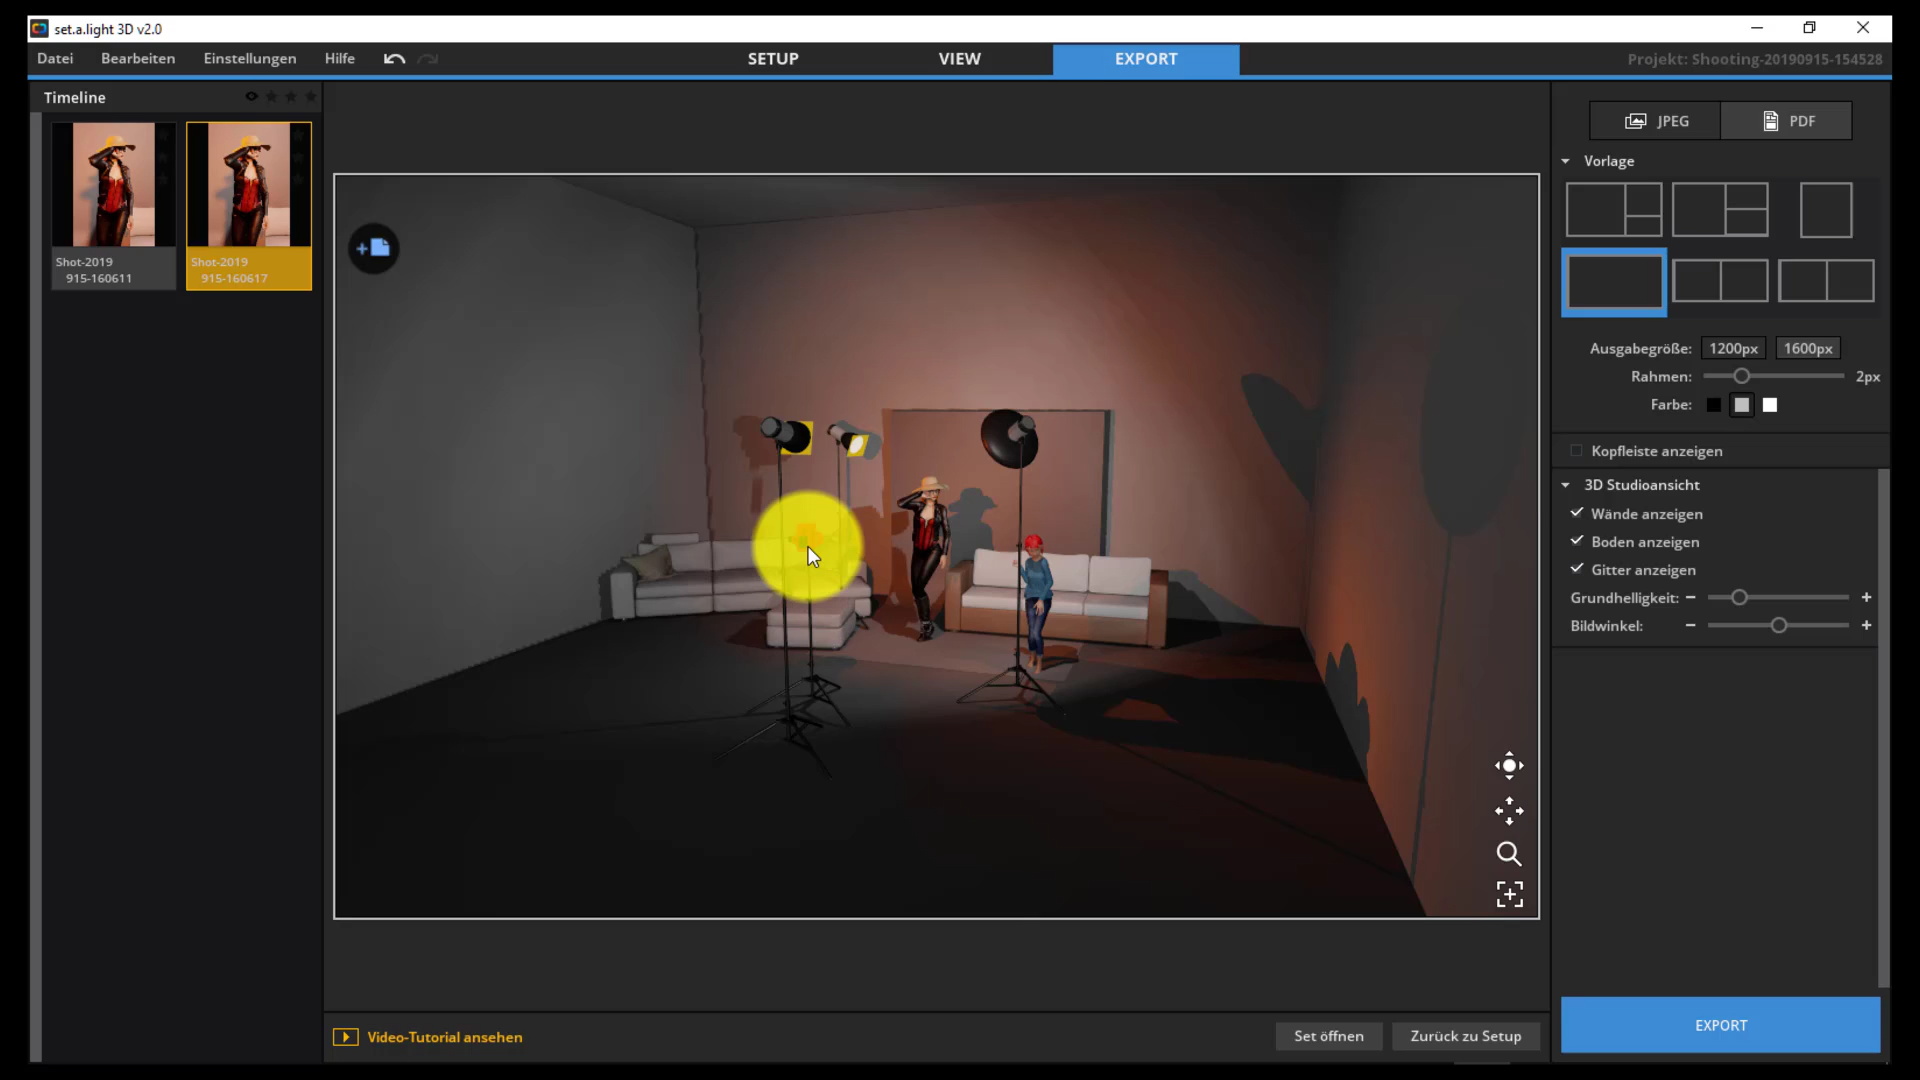 set.a.light 3D v2.0
Datei Bearbeiten Einstellungen Hilfe SETUP VIEW EXPORT Projekt: Shooting-20190915-154528
Timeline
Shot-2019
915-160611
Shot-2019
915-160617
JPEG PDF
Vorlage
Ausgabegröße: 1200px 1600px
Rahmen: 2px
Farbe:
Kopfleiste anzeigen
3D Studioansicht
Wände anzeigen
Boden anzeigen
Gitter anzeigen
Grundhelligkeit:
Bildwinkel:
Video-Tutorial ansehen
Set öffnen Zurück zu Setup
EXPORT